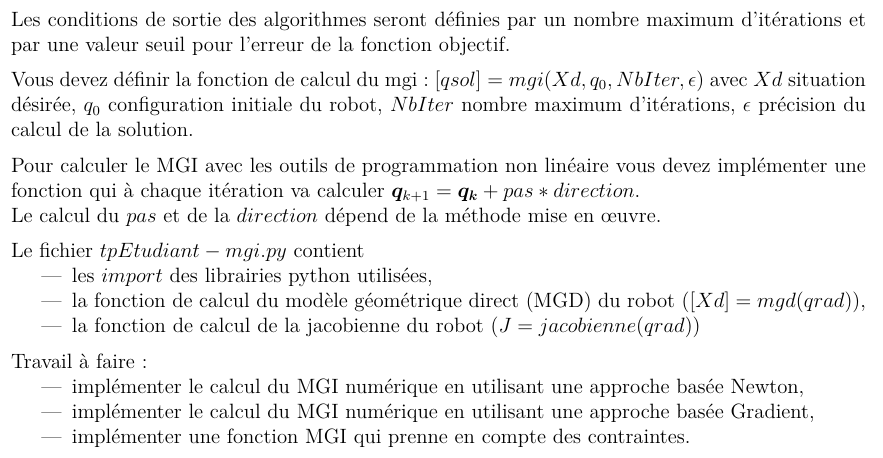 Les conditions de sortie des algorithmes seront définies par un nombre maximum d'itérations et
par une valeur seuil pour l'erreur de la fonction objectif.
Vous devez définir la fonction de calcul du mgi : [qsol] = mgi(Xd, q₀, NbIter, ϵ) avec Xd situation
désirée, q₀ configuration initiale du robot, NbIter nombre maximum d'itérations, ϵ précision du
calcul de la solution.
Pour calculer le MGI avec les outils de programmation non linéaire vous devez implémenter une
fonction qui à chaque itération va calculer qₖ₊₁ = qₖ + pas ∗ direction.
Le calcul du pas et de la direction dépend de la méthode mise en œuvre.
Le fichier tpEtudiant − mgi.py contient
— les import des librairies python utilisées,
— la fonction de calcul du modèle géométrique direct (MGD) du robot ([Xd] = mgd(qrad)),
— la fonction de calcul de la jacobienne du robot (J = jacobienne(qrad))
Travail à faire :
— implémenter le calcul du MGI numérique en utilisant une approche basée Newton,
— implémenter le calcul du MGI numérique en utilisant une approche basée Gradient,
— implémenter une fonction MGI qui prenne en compte des contraintes.